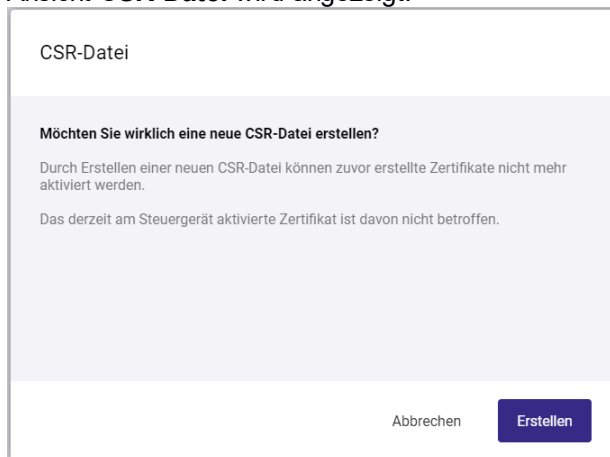 Ansicht CSR-Datei wird angezeigt.
CSR-Datei
Möchten Sie wirklich eine neue CSR-Datei erstellen?
Durch Erstellen einer neuen CSR-Datei können zuvor erstellte Zertifikate nicht mehr
aktiviert werden.
Das derzeit am Steuergerät aktivierte Zertifikat ist davon nicht betroffen.
Abbrechen
Erstellen